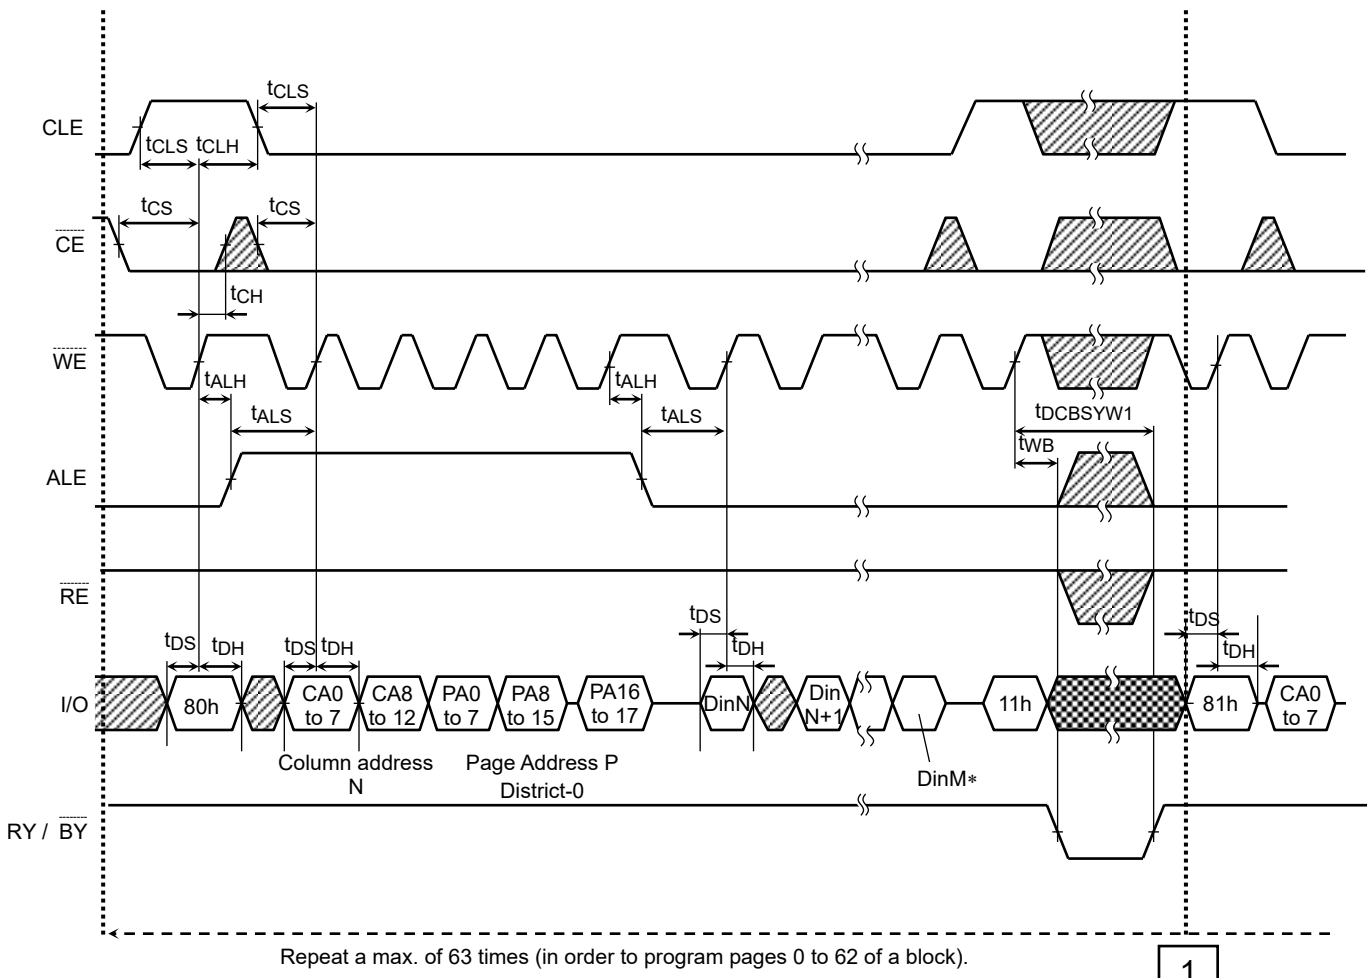 tCLS
CLE
tCLS tCLH
tCS tCS
CE
tCH
WE
tALH tALH
tALS tALS tDCBSYW1
tWB
ALE
RE
tDS tDH tDS tDH tDS tDH tDS tDH
I/O 80h CA0 to 7 CA8 to 12 PA0 to 7 PA8 to 15 PA16 to 17 DinN Din N+1 11h 81h CA0 to 7
Column address N Page Address P District-0 DinM*
RY / BY
Repeat a max. of 63 times (in order to program pages 0 to 62 of a block).
1